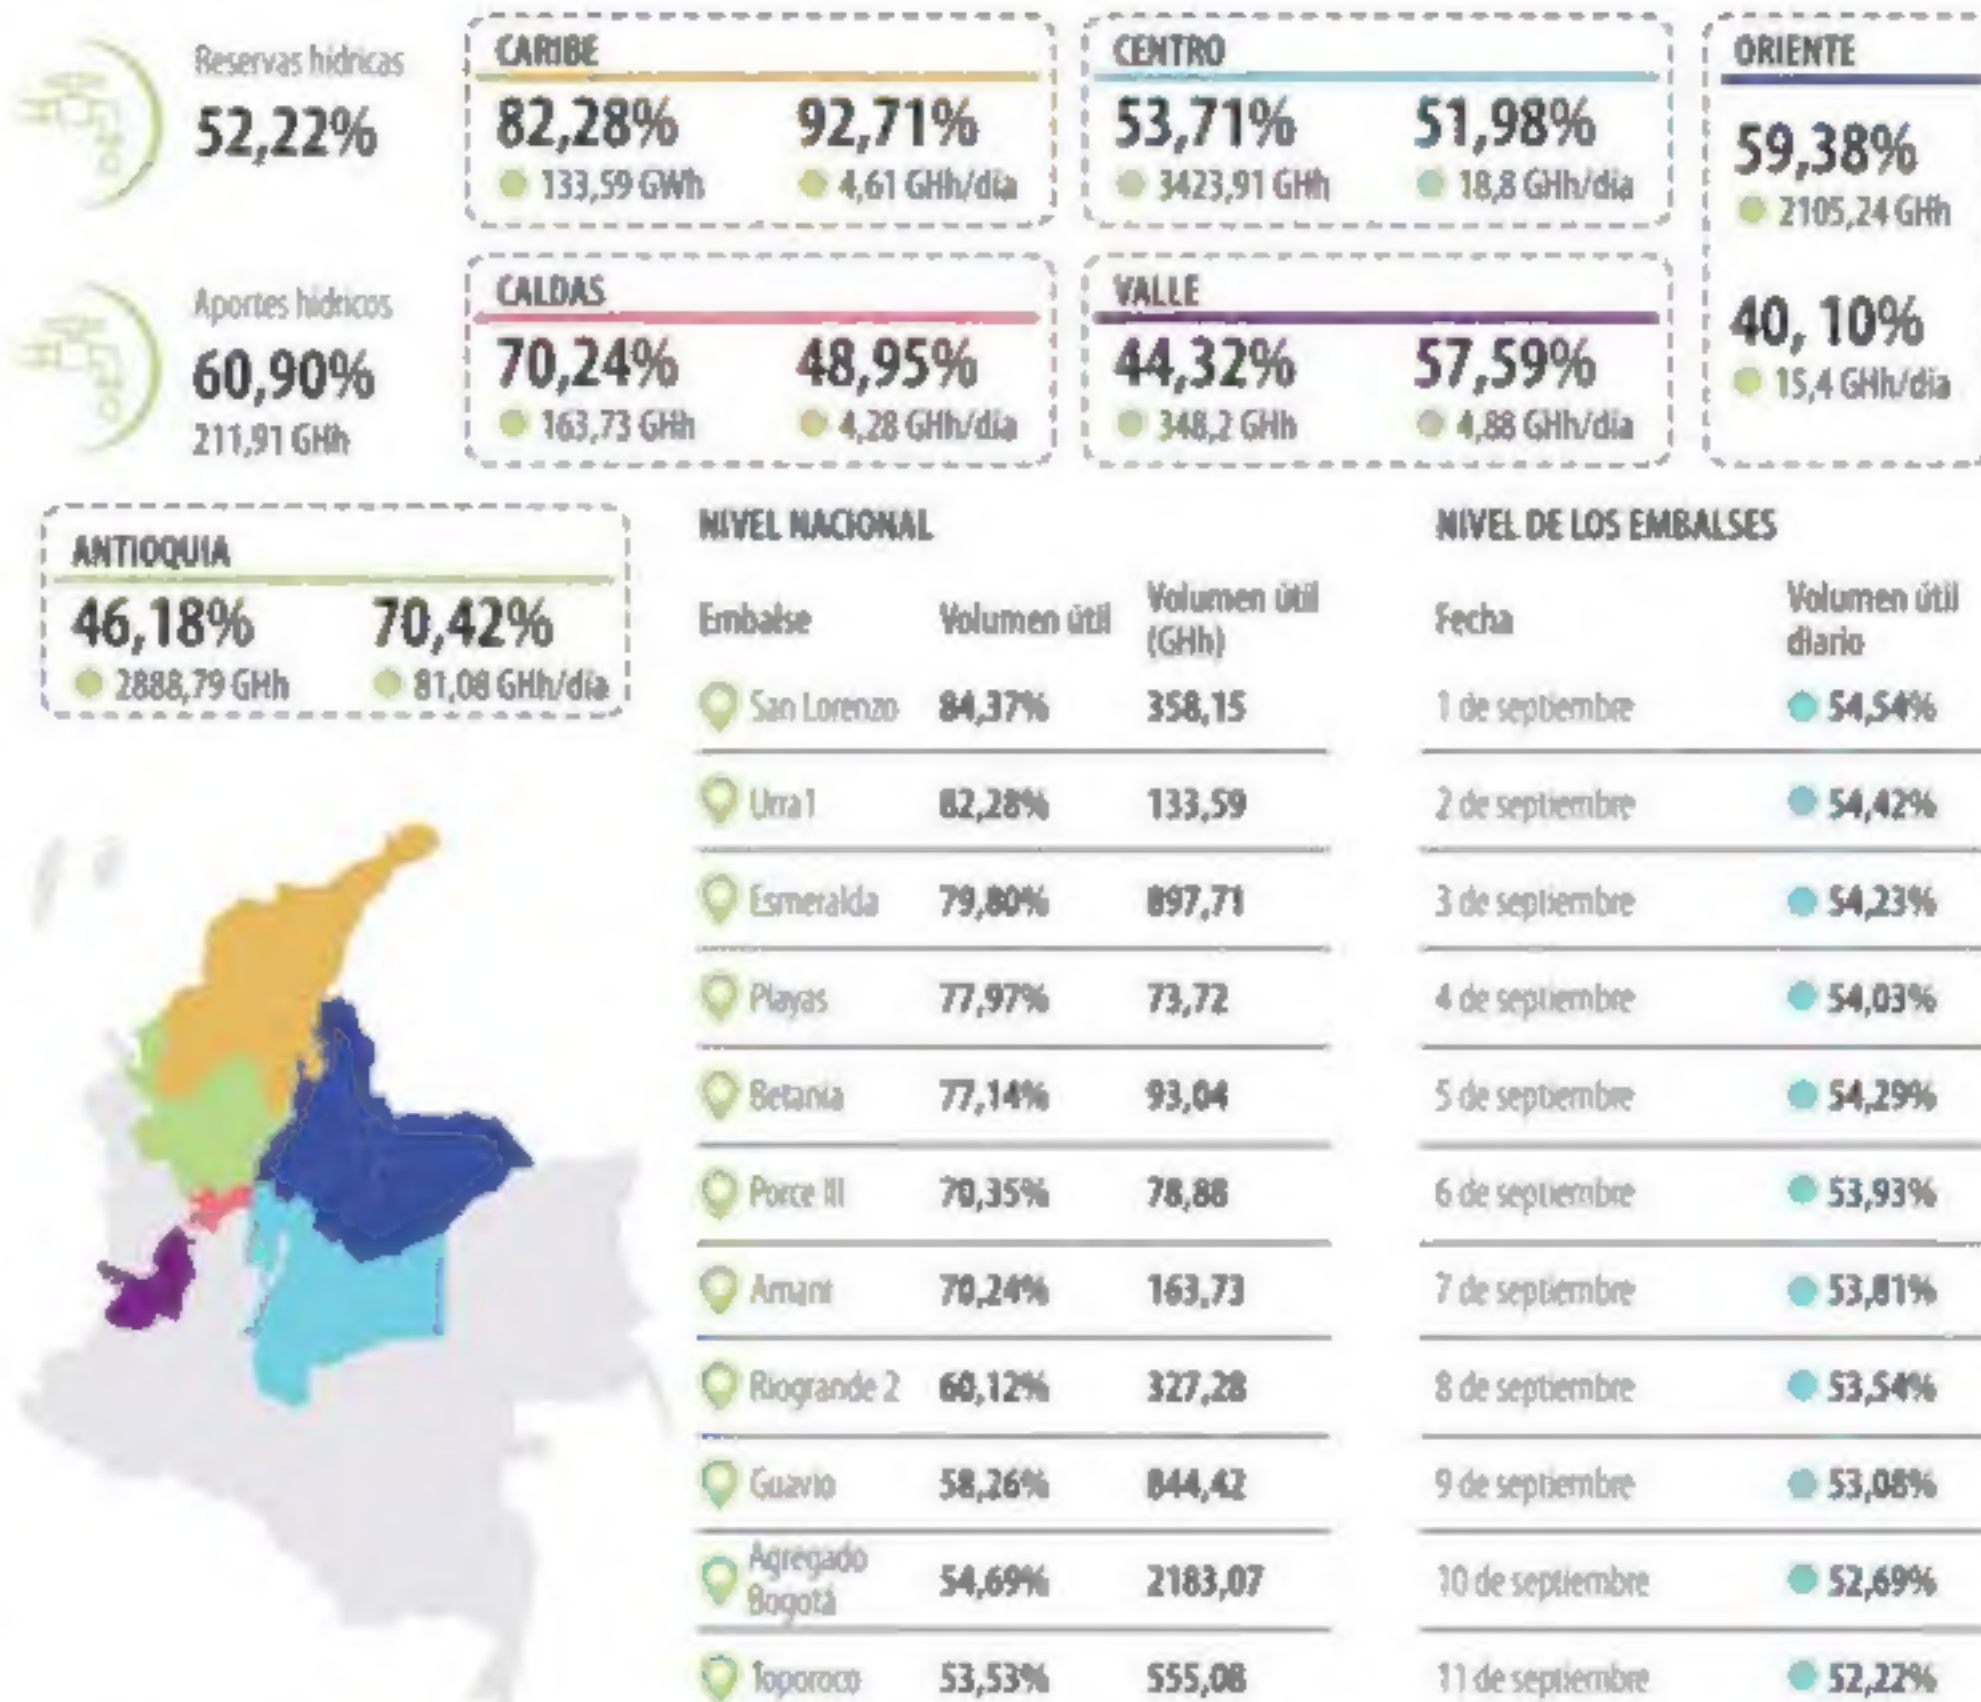 Reservas hídricas
52,22%
Aportes hídricos
60,90%
211,91 GHh
CARIBE
82,28% 92,71%
133,59 GWh 4,61 GHh/día
CENTRO
53,71% 51,98%
3423,91 GHh 18,8 GHh/día
ORIENTE
59,38%
2105,24 GHh
40, 10%
15,4 GHh/día
CALDAS
70,24% 48,95%
163,73 GHh 4,28 GHh/día
VALLE
44,32% 57,59%
348,2 GHh 4,88 GHh/día
ANTIOQUIA
46,18% 70,42%
2888,79 GHh 81,08 GHh/día
NIVEL NACIONAL
Embalse Volumen útil Volumen útil
(GHh)
San Lorenzo 84,37% 358,15
Urra1 82,28% 133,59
Esmeralda 79,80% 897,71
Playas 77,97% 73,72
Betania 77,14% 93,04
Porce III 70,35% 78,88
70,24% 163,73
Riogrande 2 60,12% 327,28
Guavio 58,26% 844,42
Agregado
Bogotá 54,69% 2183,07
Toporoco 53,53% 555,08
NIVEL DE LOS EMBALSES
Fecha Volumen útil
diario
1 de septiembre 54,54%
2 de septiembre 54,42%
3 de septiembre 54,23%
4 de septiembre 54,03%
5 de septiembre 54,29%
6 de septiembre 53,93%
7 de septiembre 53,81%
8 de septiembre 53,54%
9 de septiembre 53,08%
10 de septiembre 52,69%
11 de septiembre 52,22%